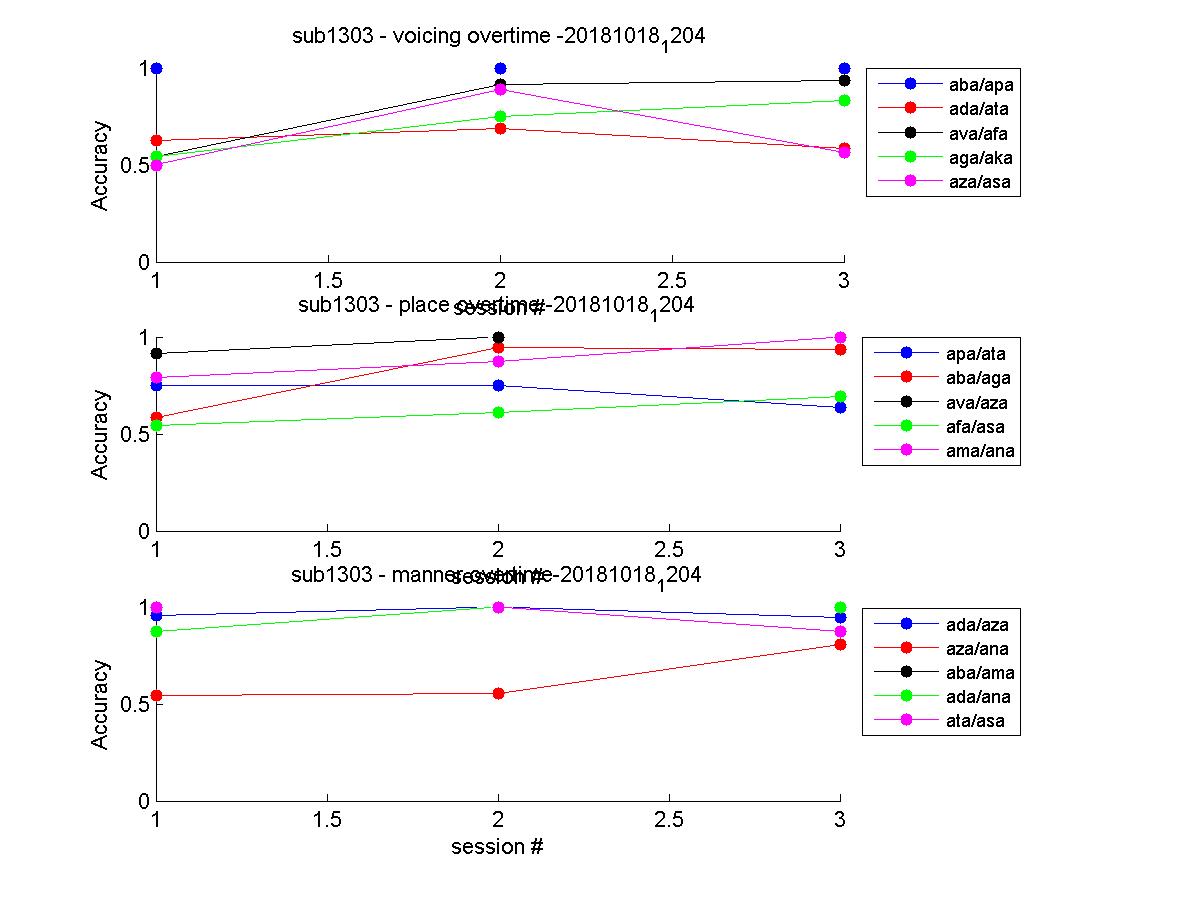 sub1303 - voicing overtime -20181018₁204
1
0.5
0
Accuracy
1 1.5 2 2.5 3
session #
aba/apa
ada/ata
ava/afa
aga/aka
aza/asa
sub1303 - place overtime -20181018₁204
1
0.5
0
Accuracy
1 1.5 2 2.5 3
session #
apa/ata
aba/aga
ava/aza
afa/asa
ama/ana
sub1303 - manner overtime -20181018₁204
1
0.5
0
Accuracy
1 1.5 2 2.5 3
session #
ada/aza
aza/ana
aba/ama
ada/ana
ata/asa